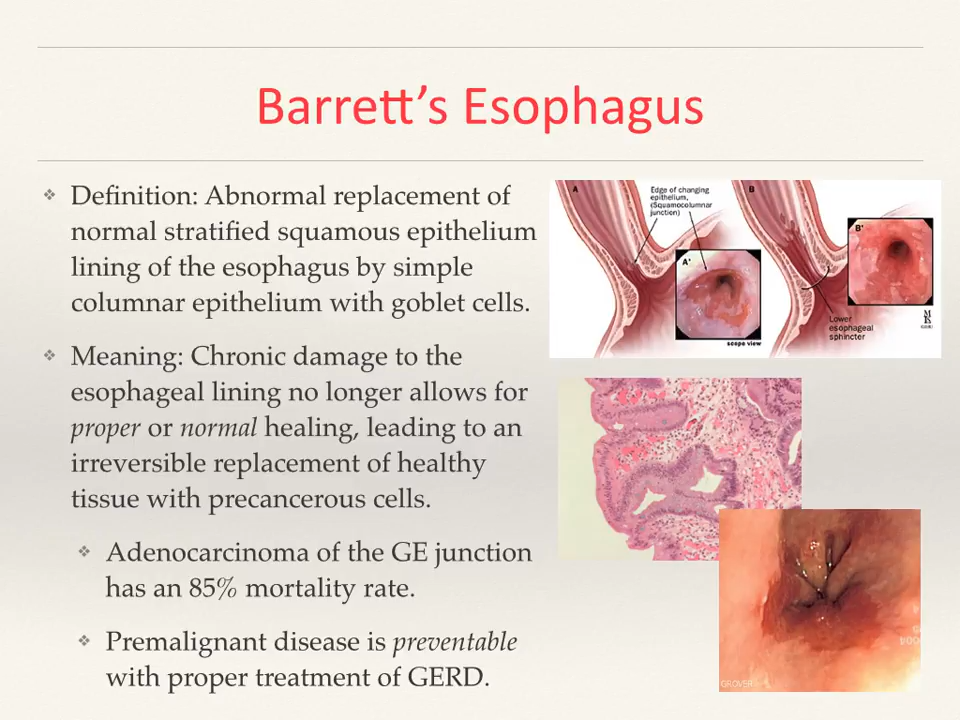 Barrett's Esophagus
❖ Definition: Abnormal replacement of
normal stratified squamous epithelium
lining of the esophagus by simple
columnar epithelium with goblet cells.
❖ Meaning: Chronic damage to the
esophageal lining no longer allows for
proper or normal healing, leading to an
irreversible replacement of healthy
tissue with precancerous cells.
❖ Adenocarcinoma of the GE junction
has an 85% mortality rate.
❖ Premalignant disease is preventable
with proper treatment of GERD.
A
Edge of changing
epithelium,
(Squamocolumnar
junction)
B
A'
B'
scope view
Lower
esophageal
sphincter
GROVER